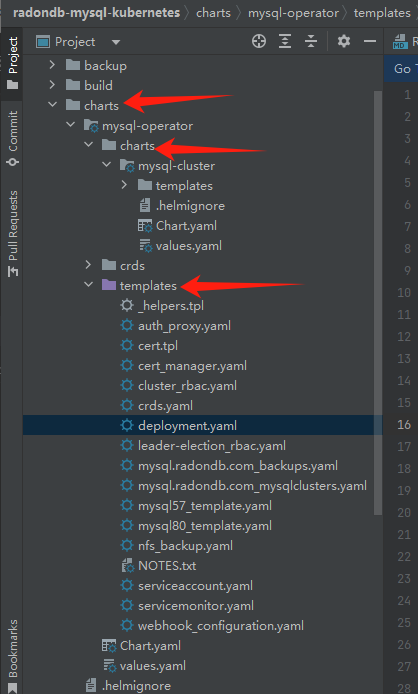 radondb-mysql-kubernetes › charts › mysql-operator › templates
Project
Project
backup
build
charts
mysql-operator
charts
mysql-cluster
templates
.helmignore
Chart.yaml
values.yaml
crds
templates
_helpers.tpl
auth_proxy.yaml
cert.tpl
cert_manager.yaml
cluster_rbac.yaml
crds.yaml
deployment.yaml
leader-election_rbac.yaml
mysql.radondb.com_backups.yaml
mysql.radondb.com_mysqlclusters.yaml
mysql57_template.yaml
mysql80_template.yaml
nfs_backup.yaml
NOTES.txt
serviceaccount.yaml
servicemonitor.yaml
webhook_configuration.yaml
Chart.yaml
values.yaml
.helmignore
Commit
Pull Requests
Bookmarks
MD
Go
1
2
3
4
5
6
7
8
9
10
11
12
13
14
15
16
17
18
19
20
21
22
23
24
25
26
27
28